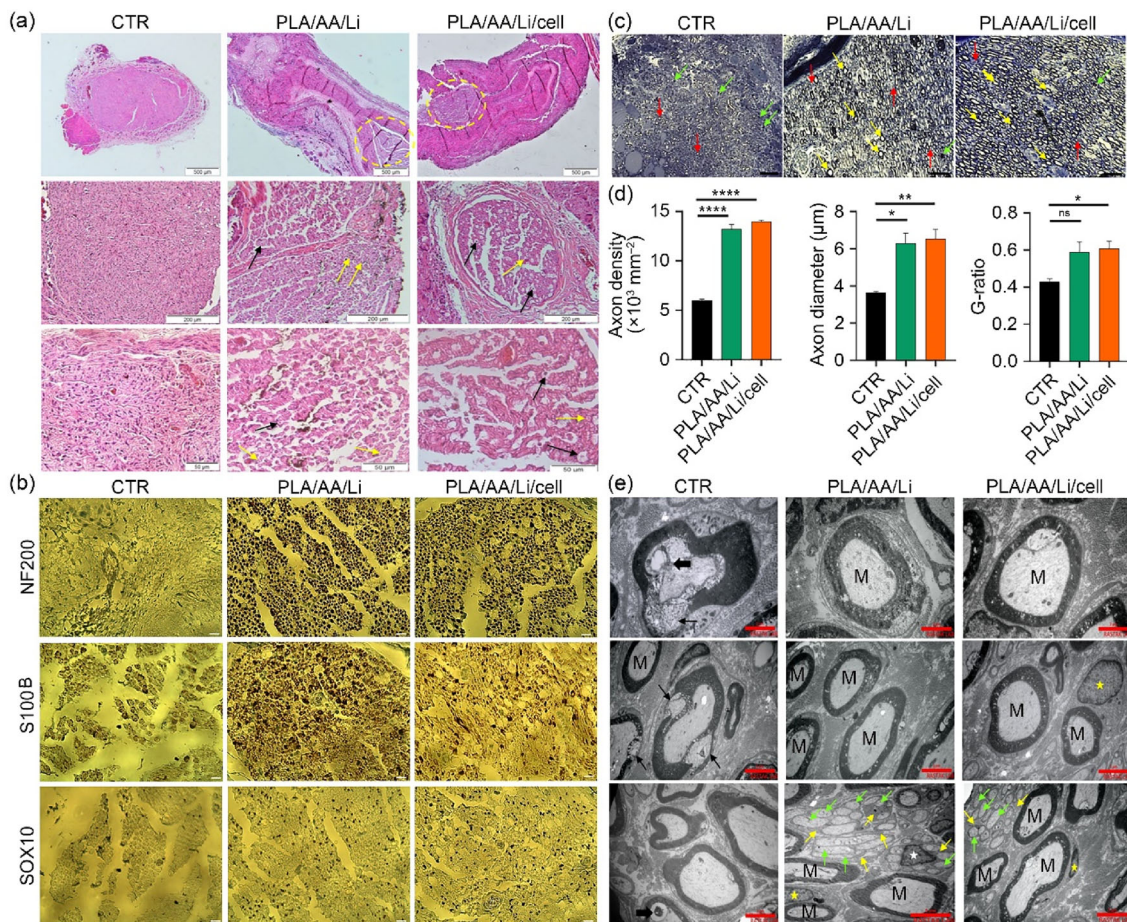 (a) CTR PLA/AA/Li PLA/AA/Li/cell
500 μm 500 μm 500 μm
200 μm 200 μm 200 μm
50 μm 50 μm 50 μm
(b) CTR PLA/AA/Li PLA/AA/Li/cell
NF200
S100B
SOX10
(c) CTR PLA/AA/Li PLA/AA/Li/cell
(d)
Axon density
(×10³ mm⁻²)
15
10
5
0
****
****
CTR
PLA/AA/Li
PLA/AA/Li/cell
Axon diameter (μm)
8
6
4
2
0
**
*
CTR
PLA/AA/Li
PLA/AA/Li/cell
G-ratio
0.8
0.6
0.4
0.2
0.0
*
ns
CTR
PLA/AA/Li
PLA/AA/Li/cell
(e) CTR PLA/AA/Li PLA/AA/Li/cell
M M
M M M M M M
M M M M M